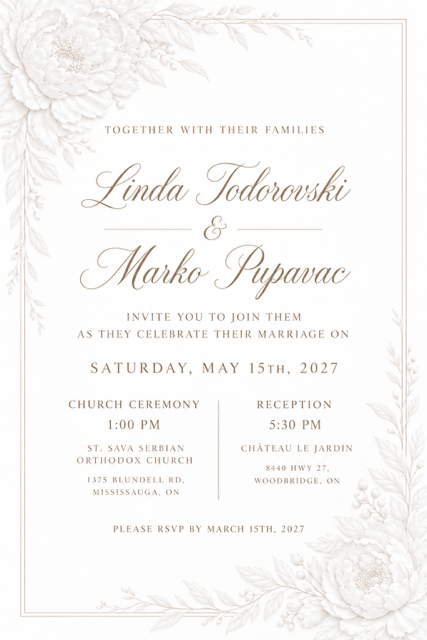 TOGETHER WITH THEIR FAMILIES
Linda Todorovski
&
Marko Pupavac
INVITE YOU TO JOIN THEM
AS THEY CELEBRATE THEIR MARRIAGE ON
SATURDAY, MAY 15TH, 2027
CHURCH CEREMONY
1:00 PM
ST. SAVA SERBIAN
ORTHODOX CHURCH
1375 BLUNDELL RD,
MISSISSAUGA, ON
RECEPTION
5:30 PM
CHÂTEAU LE JARDIN
8440 HWY 27,
WOODBRIDGE, ON
PLEASE RSVP BY MARCH 15TH, 2027